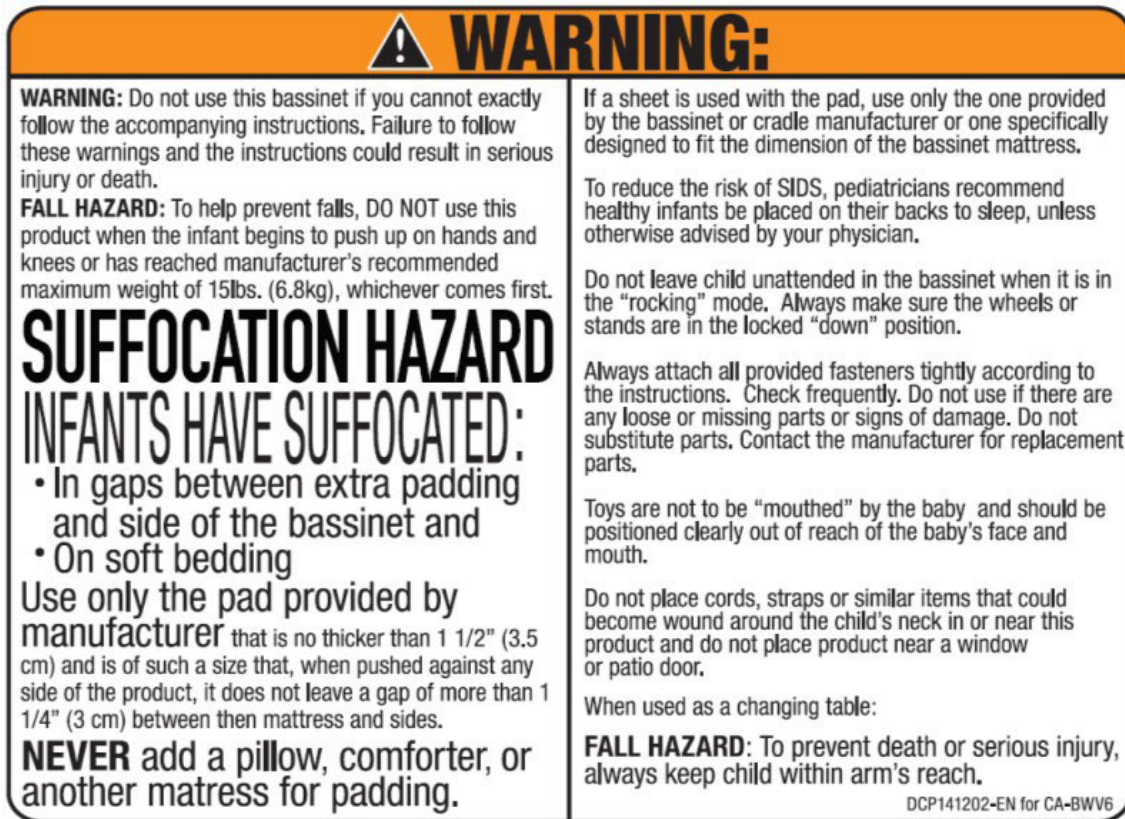 WARNING:
WARNING: Do not use this bassinet if you cannot exactly
follow the accompanying instructions. Failure to follow
these warnings and the instructions could result in serious
injury or death.
FALL HAZARD: To help prevent falls, DO NOT use this
product when the infant begins to push up on hands and
knees or has reached manufacturer's recommended
maximum weight of 15lbs. (6.8kg), whichever comes first.
SUFFOCATION HAZARD
INFANTS HAVE SUFFOCATED:
• In gaps between extra padding
and side of the bassinet and
• On soft bedding
Use only the pad provided by
manufacturer that is no thicker than 1 1/2" (3.5
cm) and is of such a size that, when pushed against any
side of the product, it does not leave a gap of more than 1
1/4" (3 cm) between then mattress and sides.
NEVER add a pillow, comforter, or
another matress for padding.
If a sheet is used with the pad, use only the one provided
by the bassinet or cradle manufacturer or one specifically
designed to fit the dimension of the bassinet mattress.
To reduce the risk of SIDS, pediatricians recommend
healthy infants be placed on their backs to sleep, unless
otherwise advised by your physician.
Do not leave child unattended in the bassinet when it is in
the "rocking" mode. Always make sure the wheels or
stands are in the locked "down" position.
Always attach all provided fasteners tightly according to
the instructions. Check frequently. Do not use if there are
any loose or missing parts or signs of damage. Do not
substitute parts. Contact the manufacturer for replacement
parts.
Toys are not to be "mouthed" by the baby and should be
positioned clearly out of reach of the baby's face and
mouth.
Do not place cords, straps or similar items that could
become wound around the child's neck in or near this
product and do not place product near a window
or patio door.
When used as a changing table:
FALL HAZARD: To prevent death or serious injury,
always keep child within arm's reach.
DCP141202-EN for CA-BWV6